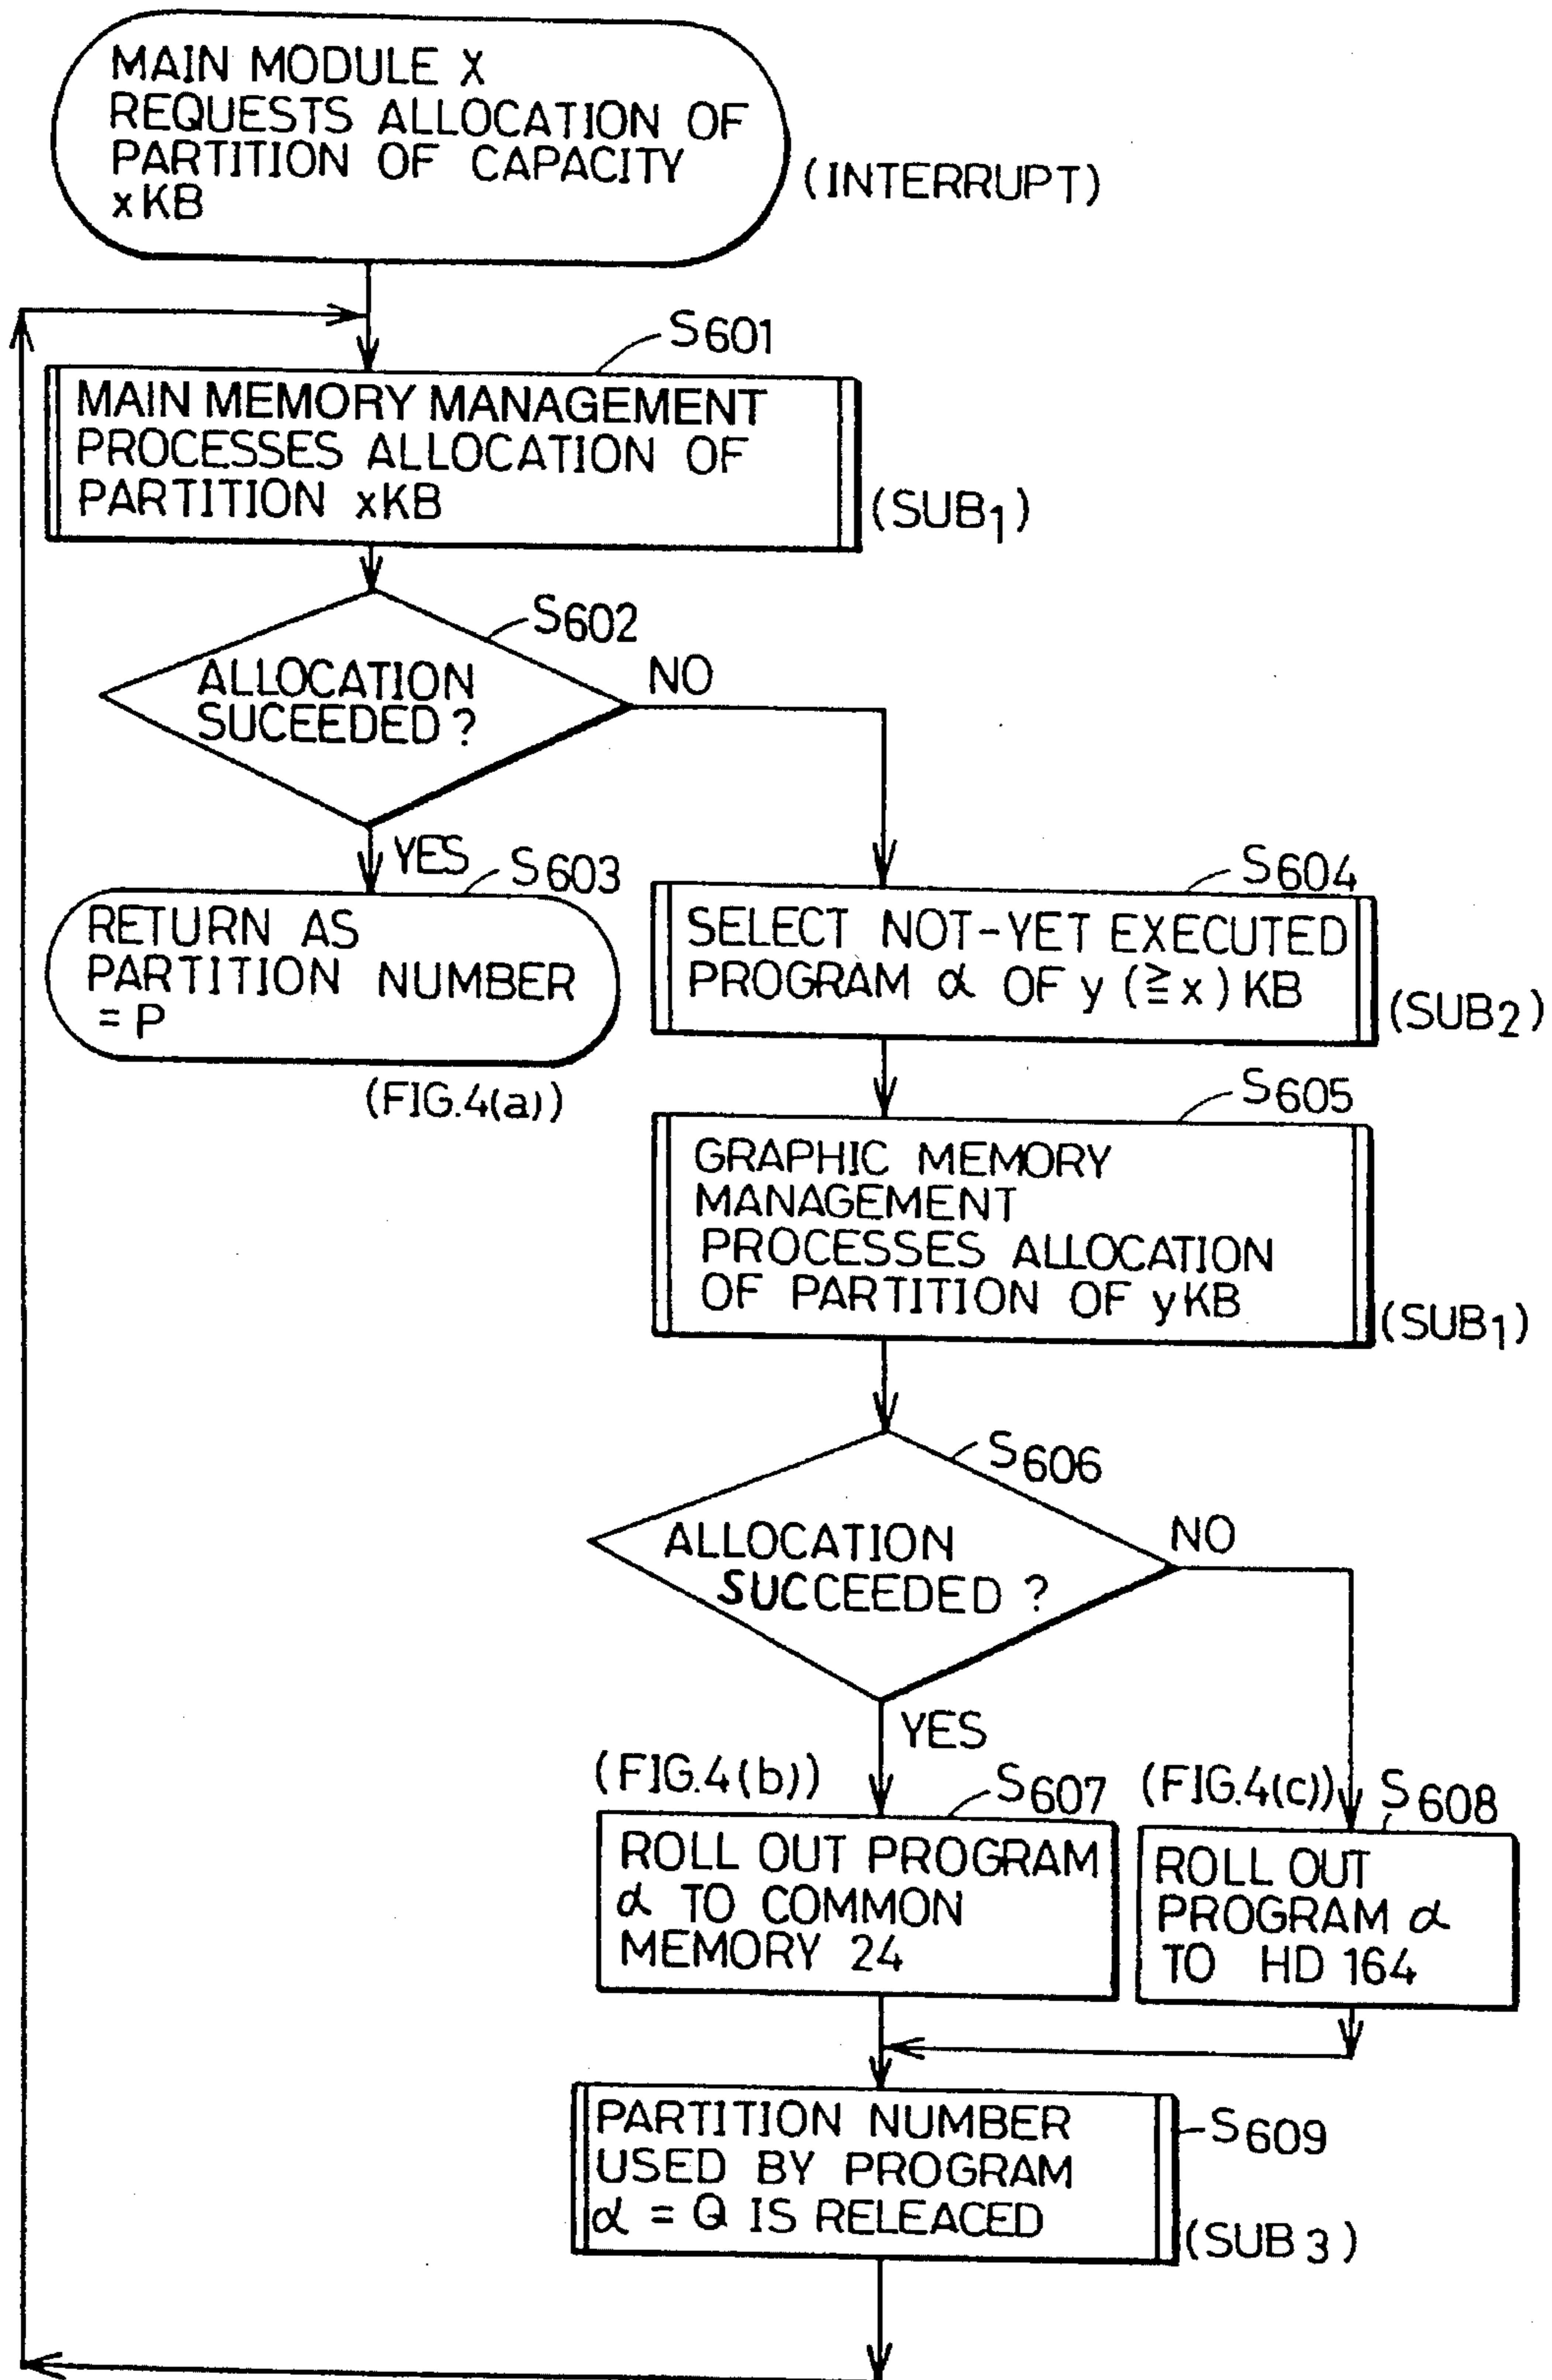 MAIN MODULE X
REQUESTS ALLOCATION OF
PARTITION OF CAPACITY
xKB
(INTERRUPT)
S601
MAIN MEMORY MANAGEMENT
PROCESSES ALLOCATION OF
PARTITION xKB
(SUB1)
S602
ALLOCATION
SUCEEDED?
NO
YES
S603
RETURN AS
PARTITION NUMBER
= P
(FIG.4(a))
S604
SELECT NOT-YET EXECUTED
PROGRAM α OF y (≧x) KB
(SUB2)
S605
GRAPHIC MEMORY
MANAGEMENT
PROCESSES ALLOCATION
OF PARTITION OF yKB
(SUB1)
S606
ALLOCATION
SUCCEEDED ?
NO
YES
(FIG.4(b))
S607
ROLL OUT PROGRAM
α TO COMMON
MEMORY 24
(FIG.4(c))
S608
ROLL OUT
PROGRAM α
TO HD 164
PARTITION NUMBER
USED BY PROGRAM
α = Q IS RELEACED
S609
(SUB3)